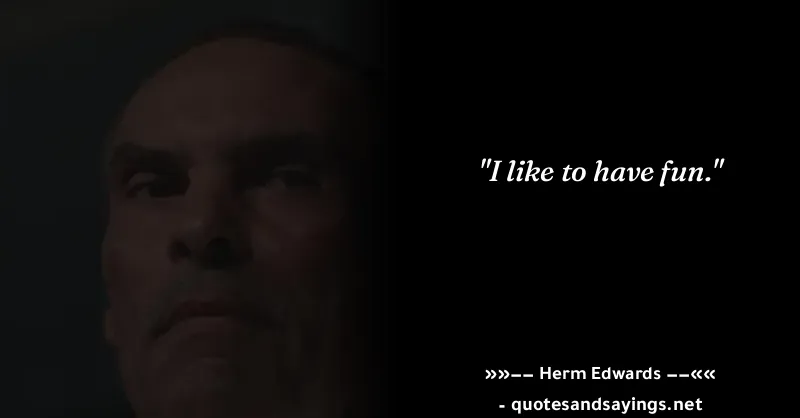 "I like to have fun."
»»−− Herm Edwards −−««
- quotesandsayings.net